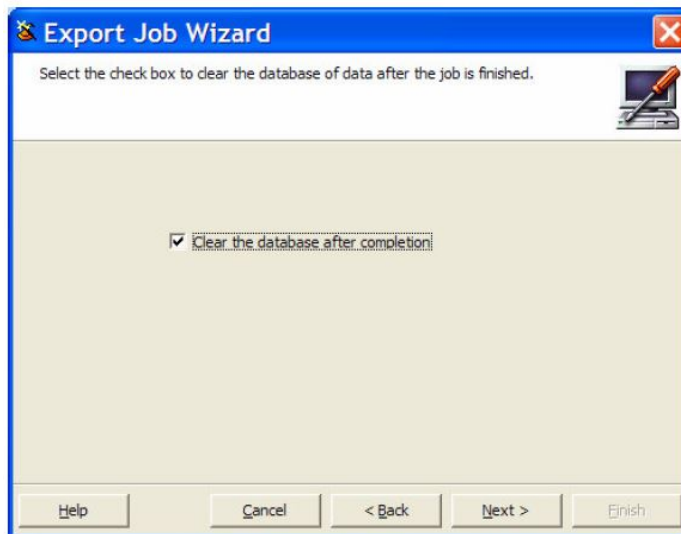 Export Job Wizard
Select the check box to clear the database of data after the job is finished.
Clear the database after completion
Help Cancel < Back Next > Finish